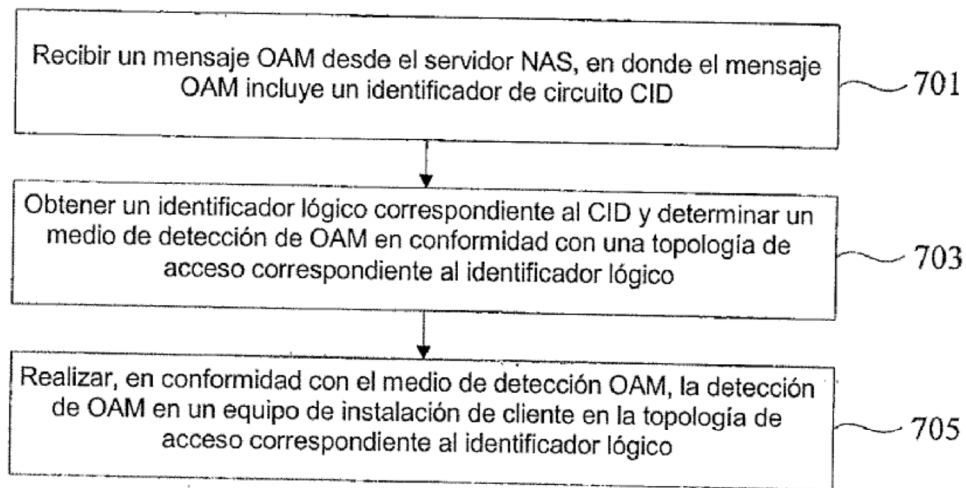 Recibir un mensaje OAM desde el servidor NAS, en donde el mensaje
OAM incluye un identificador de circuito CID
701
Obtener un identificador lógico correspondiente al CID y determinar un
medio de detección de OAM en conformidad con una topología de
acceso correspondiente al identificador lógico
703
Realizar, en conformidad con el medio de detección OAM, la detección
de OAM en un equipo de instalación de cliente en la topología de
acceso correspondiente al identificador lógico
705